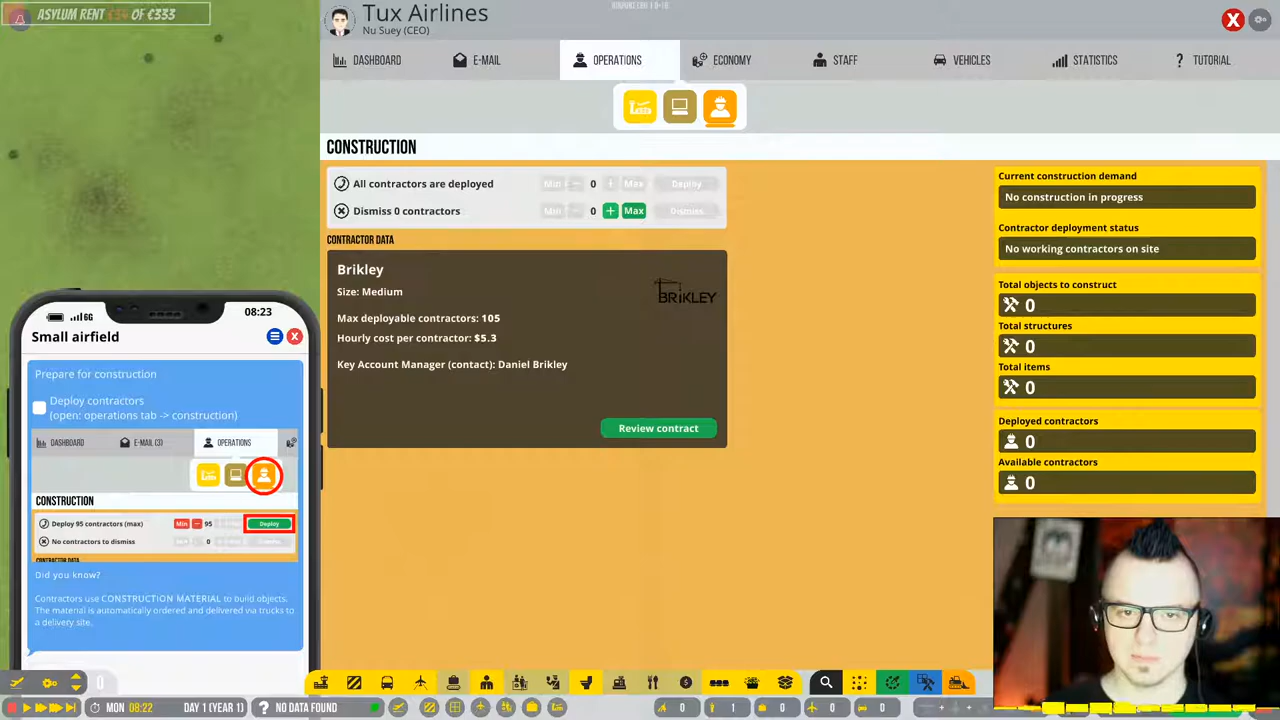 ASYLUM RENT €34 OF €333
Tux Airlines
Nu Suey (CEO)
DASHBOARD
E-MAIL
OPERATIONS
ECONOMY
STAFF
VEHICLES
STATISTICS
? TUTORIAL
CONSTRUCTION
All contractors are deployed
Min − 0 + Max Deploy
Dismiss 0 contractors
Min − 0 + Max Dismiss
CONTRACTOR DATA
Brikley
BRIKLEY
Size: Medium
Max deployable contractors: 105
Hourly cost per contractor: $5.3
Key Account Manager (contact): Daniel Brikley
Review contract
Current construction demand
No construction in progress
Contractor deployment status
No working contractors on site
Total objects to construct
0
Total structures
0
Total items
0
Deployed contractors
0
Available contractors
0
6G
08:23
Small airfield
Prepare for construction
Deploy contractors
(open: operations tab -> construction)
DASHBOARD
E-MAIL (3)
OPERATIONS
CONSTRUCTION
Deploy 95 contractors (max)
Min − 95
Deploy
No contractors to dismiss
0
CONTRACTOR DATA
Did you know?
Contractors use CONSTRUCTION MATERIAL to build objects.
The material is automatically ordered and delivered via trucks to
a delivery site.
0
MON 08:22
DAY 1 (YEAR 1)
? NO DATA FOUND
0
1
0
0
0